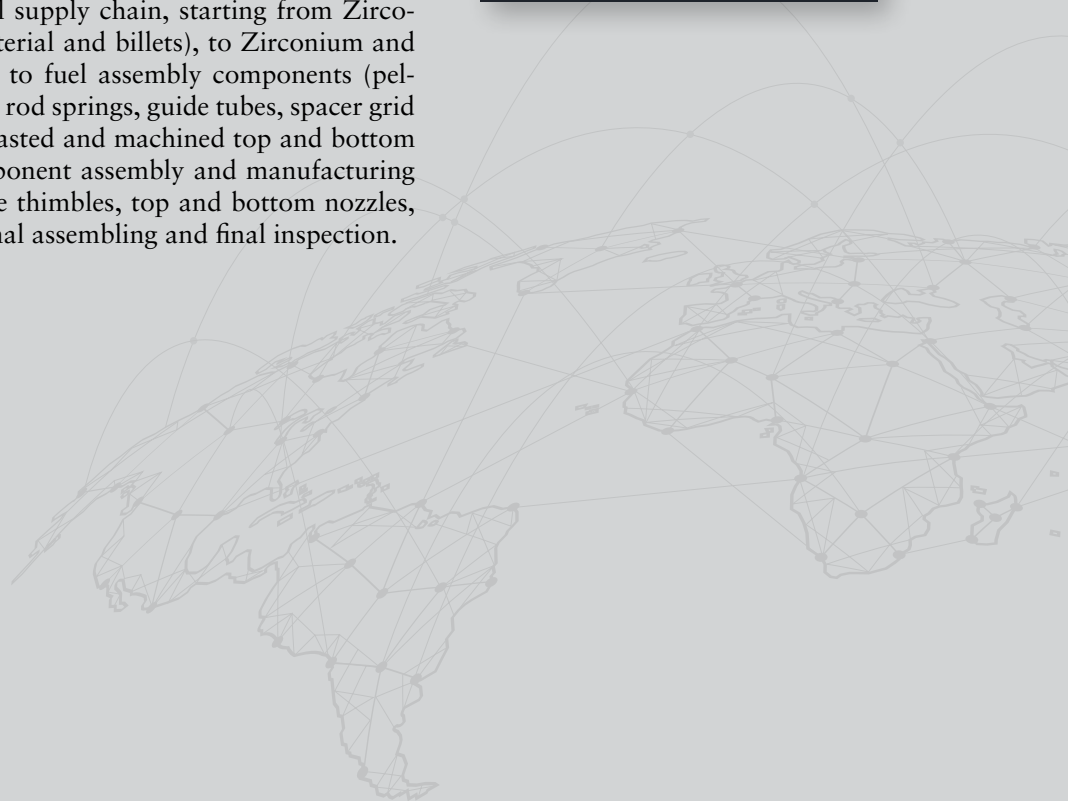 supply chain, starting from Zirco-
terial and billets), to Zirconium and
to fuel assembly components (pel-
rod springs, guide tubes, spacer grid
asted and machined top and bottom
ponent assembly and manufacturing
e thimbles, top and bottom nozzles,
nal assembling and final inspection.